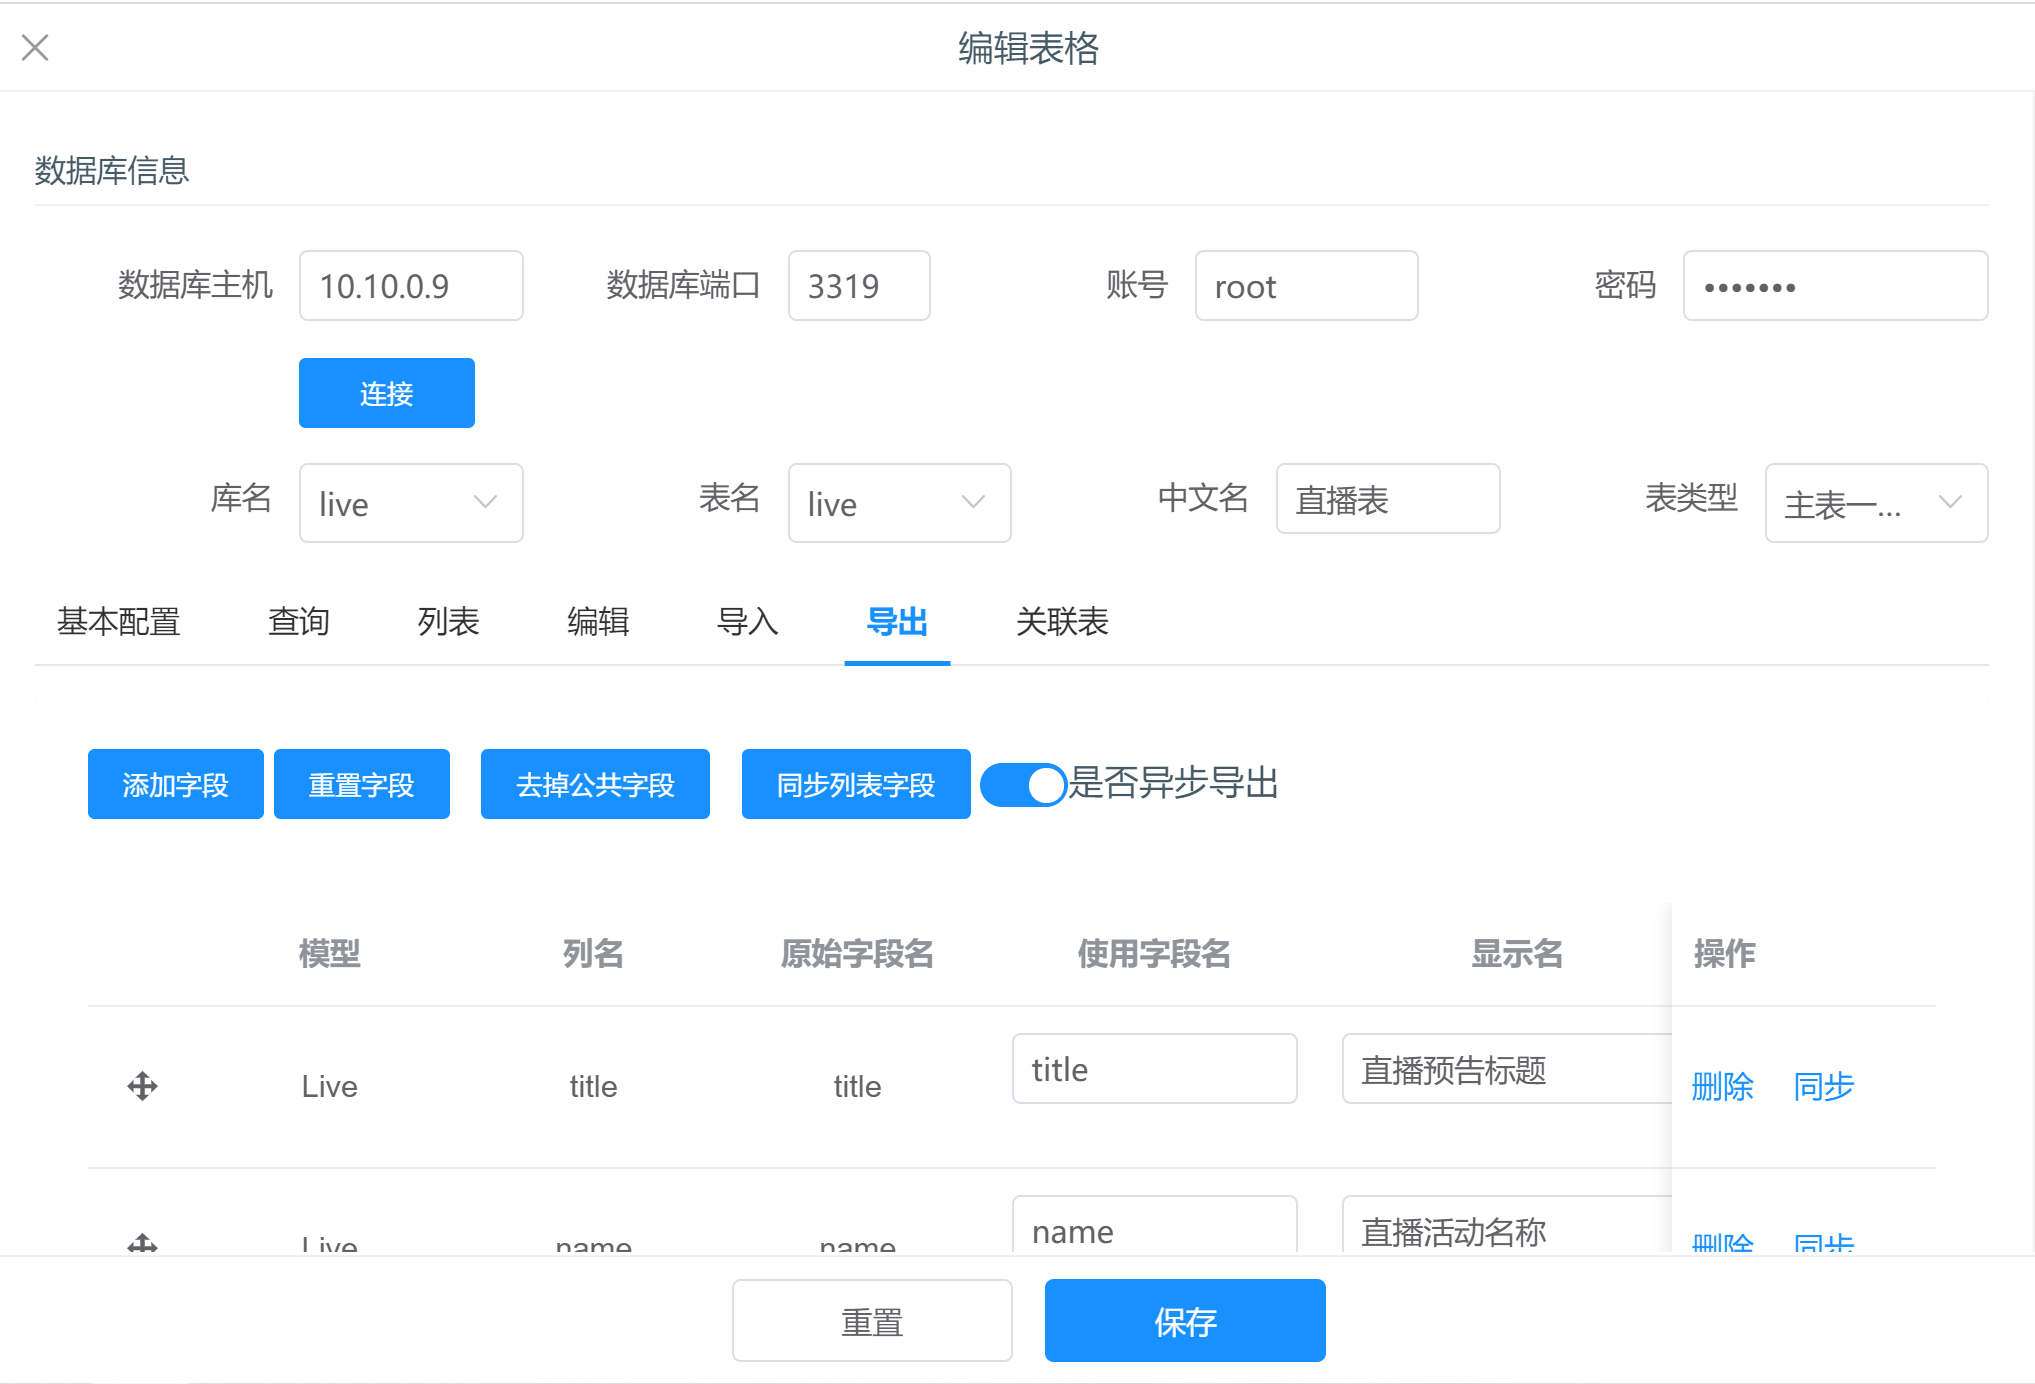 编辑表格
数据库信息
数据库主机 10.10.0.9 数据库端口 3319 账号 root 密码 •••••••
连接
库名 live 表名 live 中文名 直播表 表类型 主表一...
基本配置 查询 列表 编辑 导入 导出 关联表
添加字段 重置字段 去掉公共字段 同步列表字段 是否异步导出
模型 列名 原始字段名 使用字段名 显示名 操作
Live title title title 直播预告标题 删除 同步
Live name name name 直播活动名称 删除 同步
重置 保存